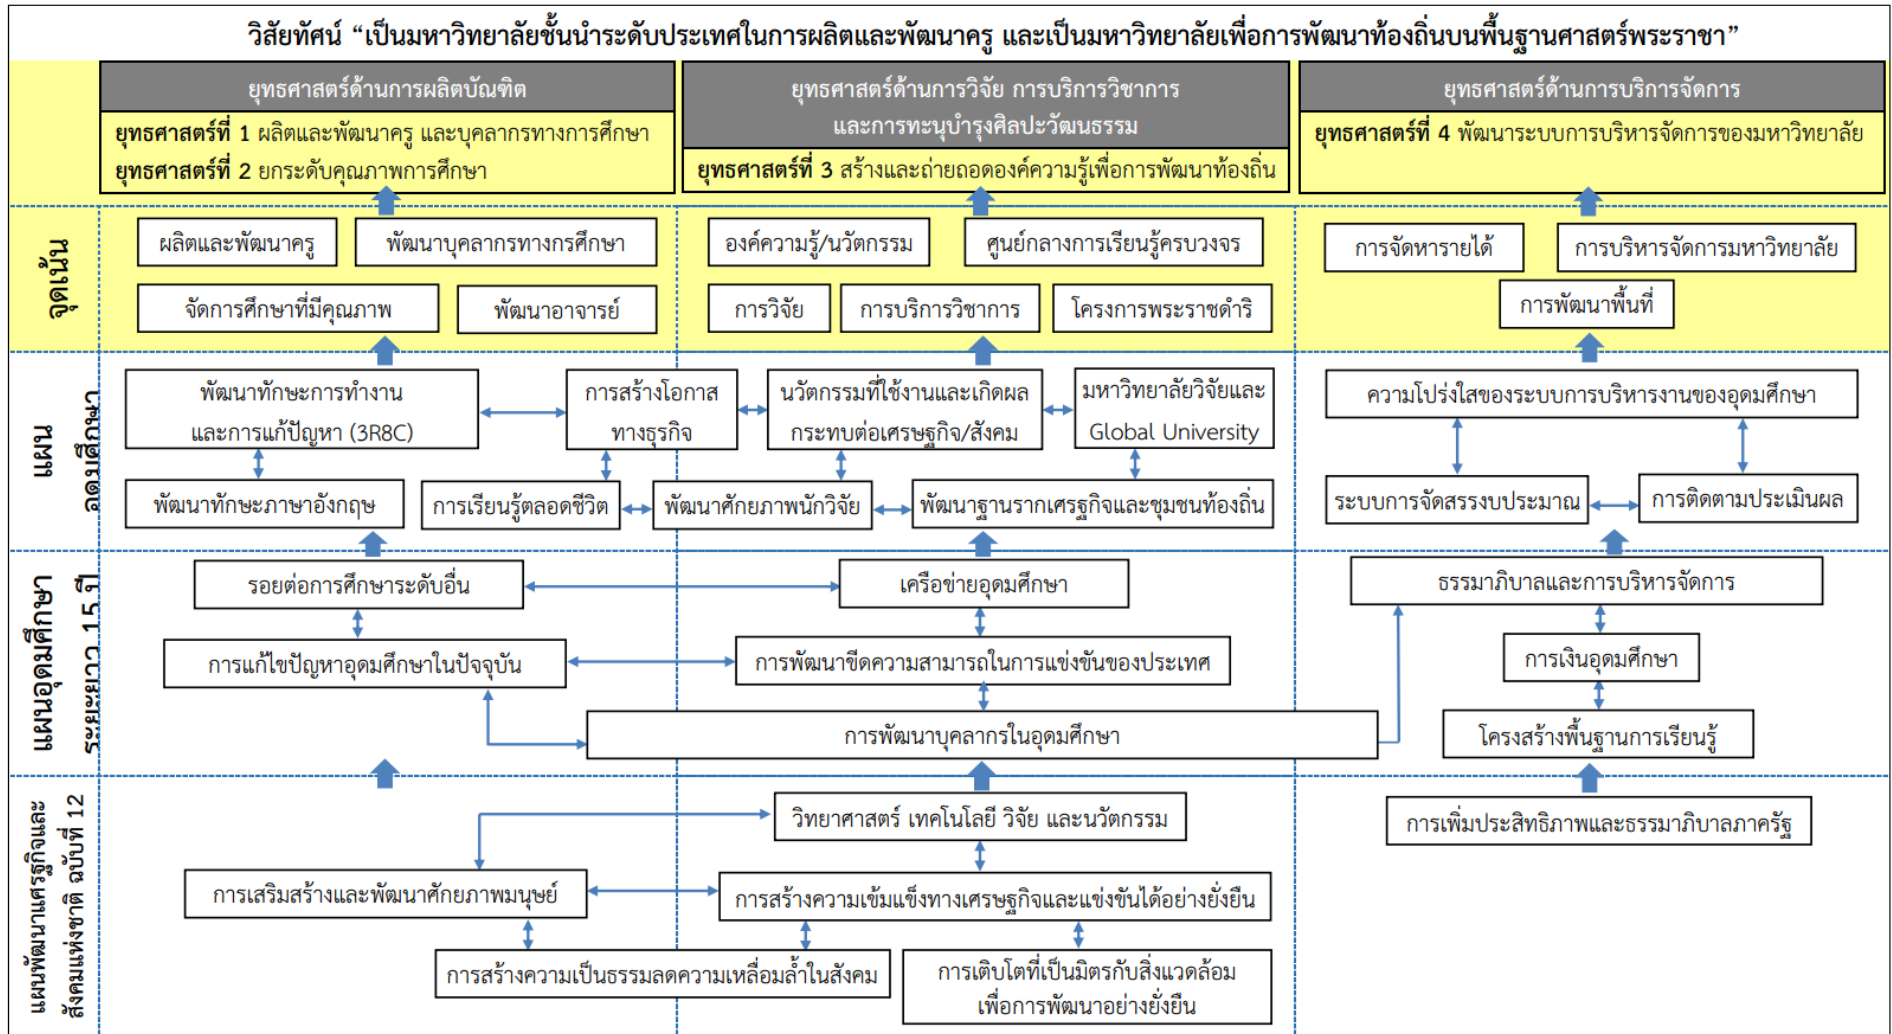 วิสัยทัศน์ “เป็นมหาวิทยาลัยชั้นนำระดับประเทศในการผลิตและพัฒนาครู และเป็นมหาวิทยาลัยเพื่อการพัฒนาท้องถิ่นบนพื้นฐานศาสตร์พระราชา”
ยุทธศาสตร์ด้านการผลิตบัณฑิต
ยุทธศาสตร์ที่ 1 ผลิตและพัฒนาครู และบุคลากรทางการศึกษา
ยุทธศาสตร์ที่ 2 ยกระดับคุณภาพการศึกษา
ยุทธศาสตร์ด้านการวิจัย การบริการวิชาการ
และการทะนุบำรุงศิลปะวัฒนธรรม
ยุทธศาสตร์ที่ 3 สร้างและถ่ายถอดองค์ความรู้เพื่อการพัฒนาท้องถิ่น
ยุทธศาสตร์ด้านการบริการจัดการ
ยุทธศาสตร์ที่ 4 พัฒนาระบบการบริหารจัดการของมหาวิทยาลัย
จุดเน้น
ผลิตและพัฒนาครู
พัฒนาบุคลากรทางกรศึกษา
องค์ความรู้/นวัตกรรม
ศูนย์กลางการเรียนรู้ครบวงจร
การจัดหารายได้
การบริหารจัดการมหาวิทยาลัย
จัดการศึกษาที่มีคุณภาพ
พัฒนาอาจารย์
การวิจัย
การบริการวิชาการ
โครงการพระราชดำริ
การพัฒนาพื้นที่
แผน
อุดมศึกษา
พัฒนาทักษะการทำงาน
และการแก้ปัญหา (3R8C)
การสร้างโอกาส
ทางธุรกิจ
นวัตกรรมที่ใช้งานและเกิดผล
กระทบต่อเศรษฐกิจ/สังคม
มหาวิทยาลัยวิจัยและ
Global University
ความโปร่งใสของระบบการบริหารงานของอุดมศึกษา
พัฒนาทักษะภาษาอังกฤษ
การเรียนรู้ตลอดชีวิต
พัฒนาศักยภาพนักวิจัย
พัฒนาฐานรากเศรษฐกิจและชุมชนท้องถิ่น
ระบบการจัดสรรงบประมาณ
การติดตามประเมินผล
แผนอุดมศึกษา
ระยะยาว 15 ปี
รอยต่อการศึกษาระดับอื่น
เครือข่ายอุดมศึกษา
ธรรมาภิบาลและการบริหารจัดการ
การแก้ไขปัญหาอุดมศึกษาในปัจจุบัน
การพัฒนาขีดความสามารถในการแข่งขันของประเทศ
การเงินอุดมศึกษา
การพัฒนาบุคลากรในอุดมศึกษา
โครงสร้างพื้นฐานการเรียนรู้
แผนพัฒนาเศรษฐกิจและ
สังคมแห่งชาติ ฉบับที่ 12
วิทยาศาสตร์ เทคโนโลยี วิจัย และนวัตกรรม
การเพิ่มประสิทธิภาพและธรรมาภิบาลภาครัฐ
การเสริมสร้างและพัฒนาศักยภาพมนุษย์
การสร้างความเข้มแข็งทางเศรษฐกิจและแข่งขันได้อย่างยั่งยืน
การสร้างความเป็นธรรมลดความเหลื่อมล้ำในสังคม
การเติบโตที่เป็นมิตรกับสิ่งแวดล้อม
เพื่อการพัฒนาอย่างยั่งยืน